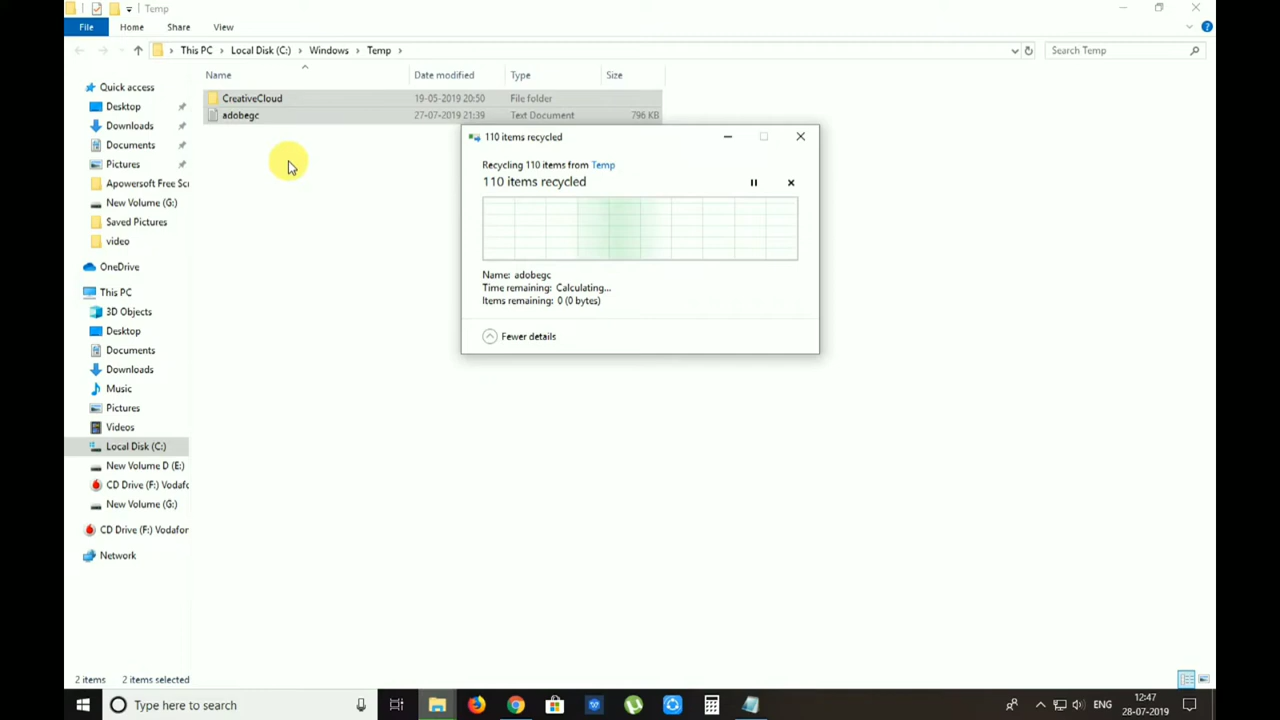 Temp
File Home Share View
This PC Local Disk (C:) Windows Temp Search Temp
Name Date modified Type Size
CreativeCloud 19-05-2019 20:50 File folder
adobegc 27-07-2019 21:39 Text Document 796 KB
Quick access
Desktop
Downloads
Documents
Pictures
Apowersoft Free Scr
New Volume (G:)
Saved Pictures
video
OneDrive
This PC
3D Objects
Desktop
Documents
Downloads
Music
Pictures
Videos
Local Disk (C:)
New Volume D (E:)
CD Drive (F:) Vodafo
New Volume (G:)
CD Drive (F:) Vodafor
Network
110 items recycled
Recycling 110 items from Temp
110 items recycled
Name: adobegc
Time remaining: Calculating...
Items remaining: 0 (0 bytes)
Fewer details
2 items 2 items selected
Type here to search
ENG
12:47
28-07-2019